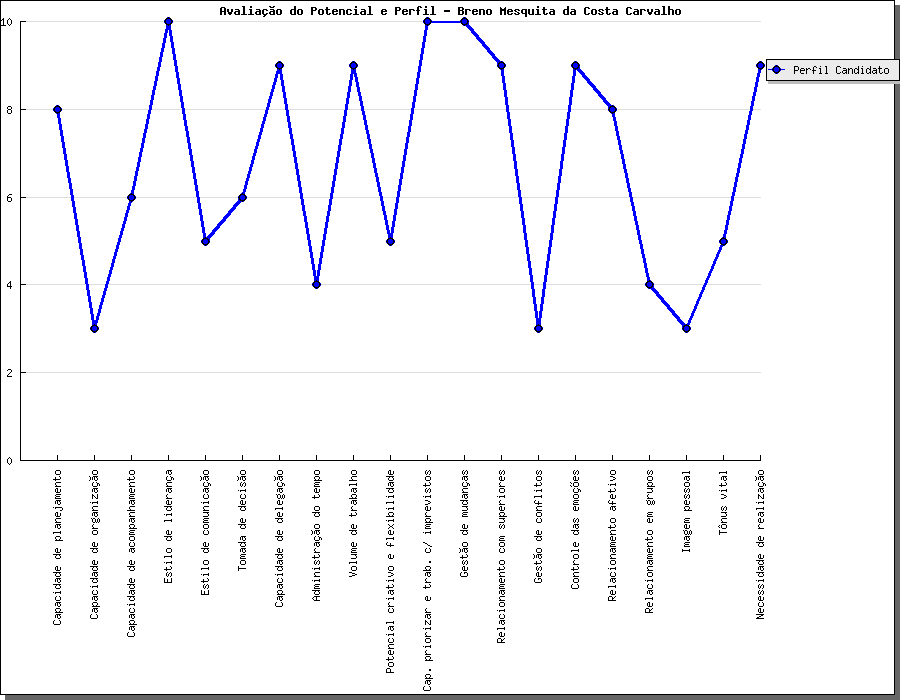 Avaliação do Potencial e Perfil - Breno Mesquita da Costa Carvalho
10
8
6
4
2
0
Perfil Candidato
Capacidade de planejamento
Capacidade de organização
Capacidade de acompanhamento
Estilo de liderança
Estilo de comunicação
Tomada de decisão
Capacidade de delegação
Administração do tempo
Volume de trabalho
Potencial criativo e flexibilidade
Cap. priorizar e trab. c/ imprevistos
Gestão de mudanças
Relacionamento com superiores
Gestão de conflitos
Controle das emoções
Relacionamento afetivo
Relacionamento em grupos
Imagem pessoal
Tônus vital
Necessidade de realização